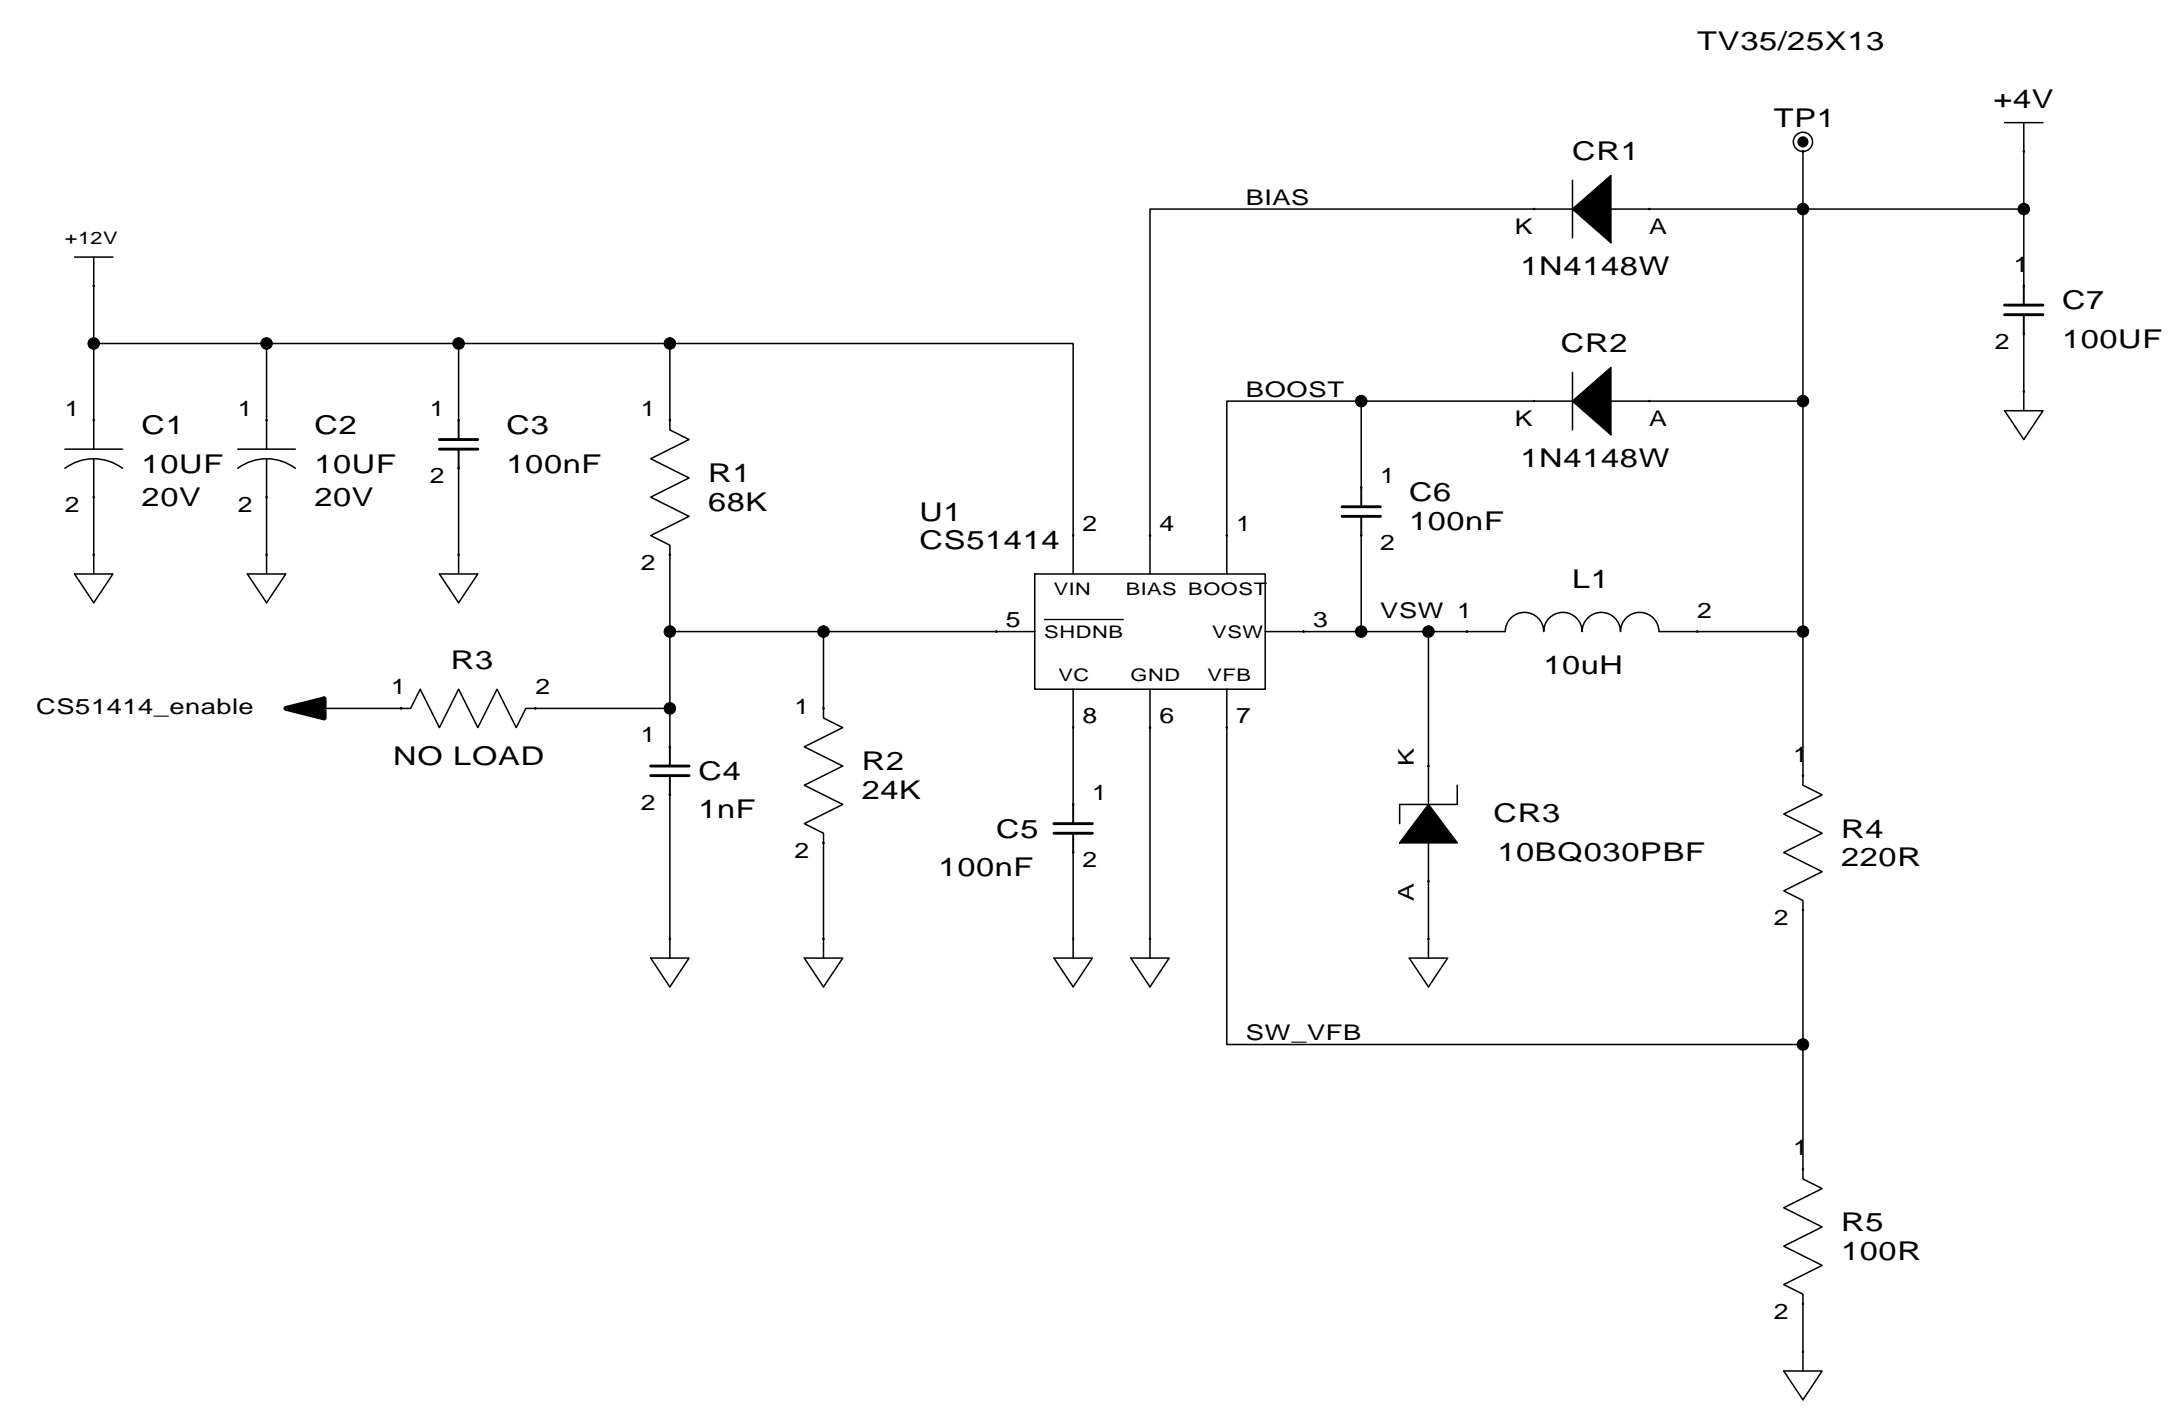 TV35/25X13
+4V
TP1
CR1
BIAS
K
A
1N4148W
+12V
1
C7
100UF
2
CR2
BOOST
K
A
1N4148W
1
C1
10UF
20V
2
1
C2
10UF
20V
2
1
C3
100nF
2
1
R1
68K
2
1
C6
100nF
2
U1
CS51414
2
4
1
VIN
BIAS
BOOST
5
SHDNB
VSW
3
VC
GND
VFB
8
6
7
VSW
1
L1
2
10uH
R3
1
2
CS51414_enable
NO LOAD
1
C4
1nF
2
1
R2
24K
2
1
C5
100nF
2
K
CR3
10BQ030PBF
A
1
R4
220R
2
SW_VFB
1
R5
100R
2